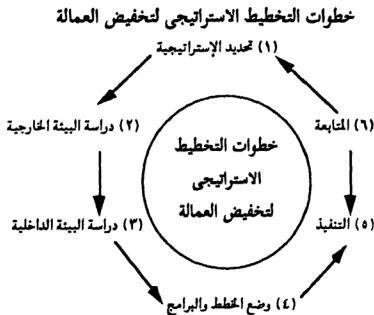 خطوات التخطيط الاستراتيجى لتخفيض العمالة
(١) تحديد الإستراتيجية
(٢) دراسة البيئة الخارجية
(٦) المتابعة
خطوات التخطيط
الاستراتيجى
لتخفيض العمالة
(٣) دراسة البيئة الداخلية
(٥) التنفيذ
(٤) وضع الخطط والبرامج